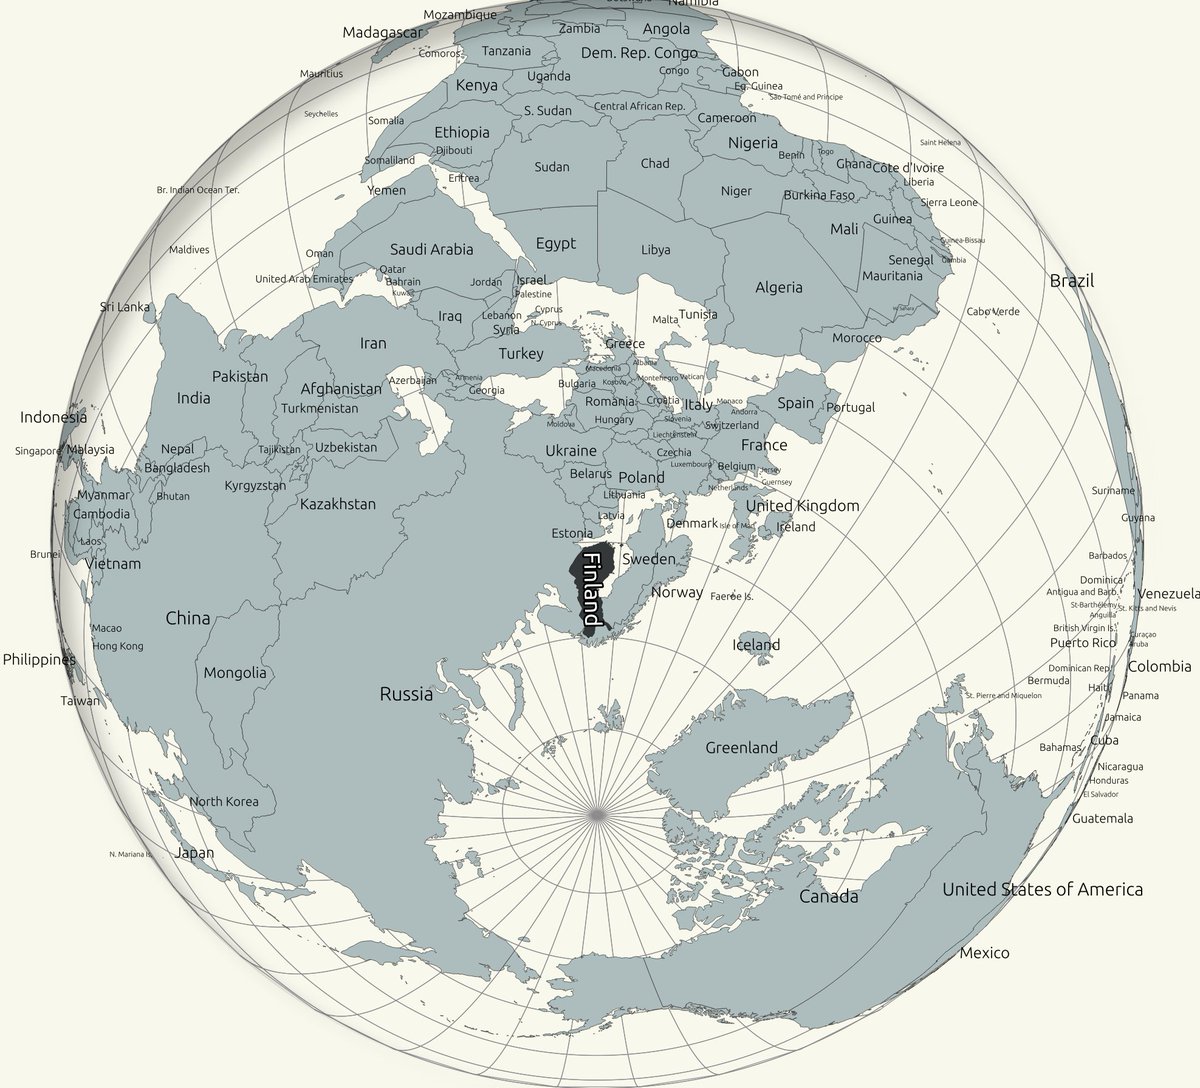 Namibia
Mozambique
Madagascar
Zambia
Angola
Comoros
Tanzania
Dem. Rep. Congo
Mauritius
Uganda
Congo
Gabon
Kenya
Eq. Guinea
São Tomé and Principe
Seychelles
Somalia
S. Sudan
Central African Rep.
Cameroon
Ethiopia
Nigeria
Saint Helena
Djibouti
Benin
Togo
Somaliland
Sudan
Chad
Ghana
Côte d'Ivoire
Eritrea
Liberia
Br. Indian Ocean Ter.
Yemen
Niger
Burkina Faso
Sierra Leone
Guinea
Mali
Maldives
Oman
Saudi Arabia
Egypt
Libya
Guinea-Bissau
Senegal
Gambia
Qatar
United Arab Emirates
Bahrain
Jordan
Israel
Mauritania
Brazil
Kuwait
Palestine
Algeria
Sri Lanka
Iraq
Lebanon
Cyprus
N. Cyprus
Malta
Tunisia
W. Sahara
Cabo Verde
Syria
Iran
Turkey
Greece
Morocco
Pakistan
Afghanistan
Azerbaijan
Armenia
Georgia
Macedonia
Albania
Bulgaria
Kosovo
Montenegro
Vatican
India
Turkmenistan
Romania
Croatia
Italy
Monaco
Andorra
Spain
Portugal
Indonesia
Moldova
Hungary
Slovenia
Switzerland
Singapore
Malaysia
Nepal
Tajikistan
Uzbekistan
Ukraine
Liechtenstein
Czechia
France
Bangladesh
Belarus
Poland
Luxembourg
Belgium
Jersey
Guernsey
Kyrgyzstan
Myanmar
Bhutan
Kazakhstan
Lithuania
Netherlands
Suriname
United Kingdom
Cambodia
Latvia
Denmark
Isle of Man
Ireland
Guyana
Laos
Estonia
Brunei
Vietnam
Finland
Sweden
Barbados
Norway
Faeroe Is.
Dominica
Antigua and Barb.
Venezuela
St-Barthélemy
St. Kitts and Nevis
Anguilla
China
Macao
British Virgin Is.
Curaçao
Hong Kong
Iceland
Puerto Rico
Aruba
Philippines
Mongolia
Dominican Rep.
Colombia
Bermuda
Taiwan
Russia
St. Pierre and Miquelon
Haiti
Panama
Jamaica
Greenland
Bahamas
Cuba
Nicaragua
Honduras
El Salvador
North Korea
Guatemala
N. Mariana Is.
Japan
Canada
United States of America
Mexico